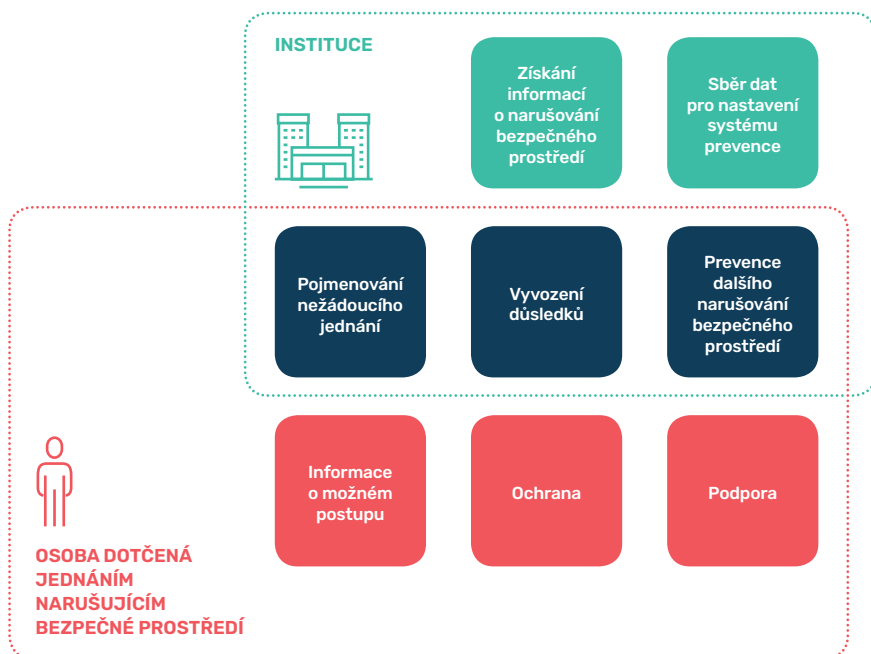 INSTITUCE
Získání
informací
o narušování
bezpečného
prostředí
Sběr dat
pro nastavení
systému
prevence
Pojmenování
nežádoucího
jednání
Vyvození
důsledků
Prevence
dalšího
narušování
bezpečného
prostředí
Informace
o možném
postupu
Ochrana
Podpora
OSOBA DOTČENÁ
JEDNÁNÍM
NARUŠUJÍCÍM
BEZPEČNÉ PROSTŘEDÍ